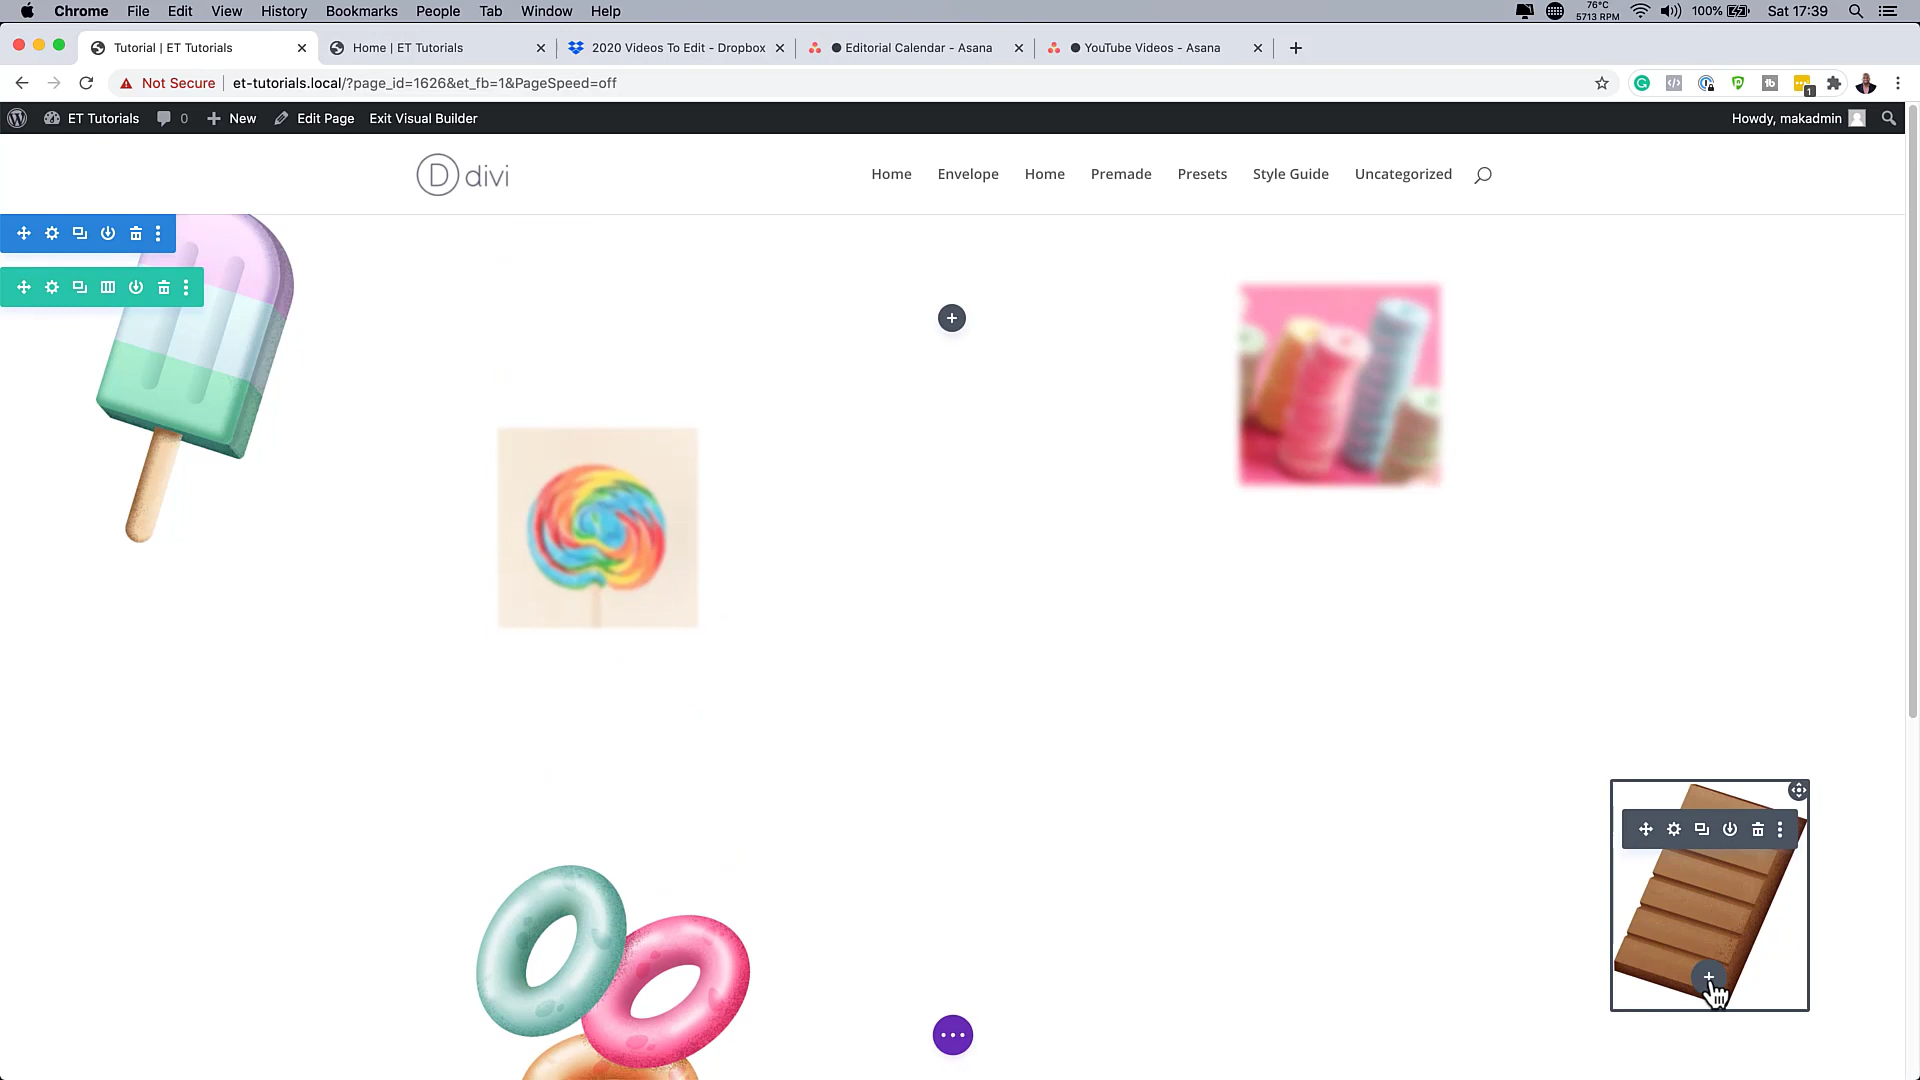 Chrome File Edit View History Bookmarks People Tab Window Help 76°C 5713 RPM 100% Sat 17:39
Tutorial | ET Tutorials Home | ET Tutorials 2020 Videos To Edit - Dropbox Editorial Calendar - Asana YouTube Videos - Asana
Not Secure et-tutorials.local/?page_id=1626&et_fb=1&PageSpeed=off 1
ET Tutorials 0 New Edit Page Exit Visual Builder Howdy, makadmin
D divi Home Envelope Home Premade Presets Style Guide Uncategorized